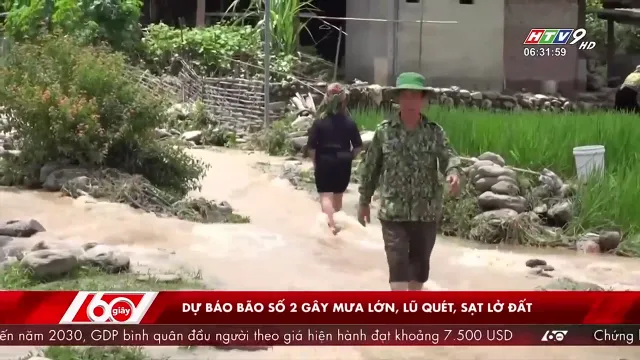 HTV9 HD
06:31:59
60 giây
DỰ BÁO BÃO SỐ 2 GÂY MƯA LỚN, LŨ QUÉT, SẠT LỞ ĐẤT
ến năm 2030, GDP bình quân đầu người theo giá hiện hành đạt khoảng 7.500 USD 60 giây Chứng